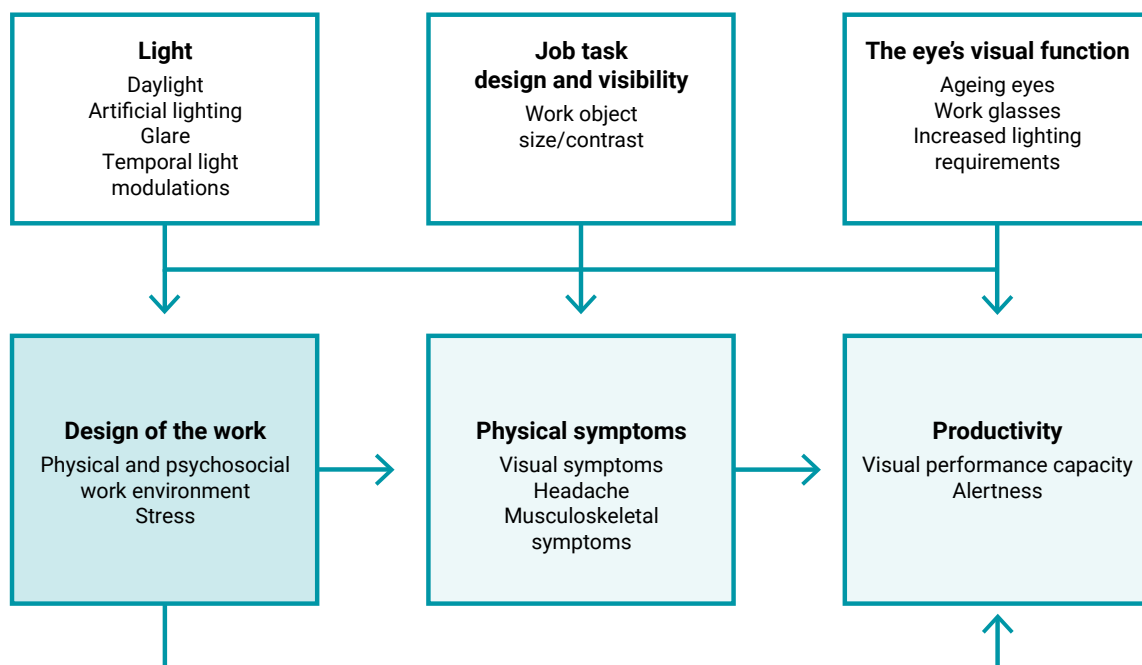 Light
Daylight
Artificial lighting
Glare
Temporal light
modulations
Job task
design and visibility
Work object
size/contrast
The eye's visual function
Ageing eyes
Work glasses
Increased lighting
requirements
Design of the work
Physical and psychosocial
work environment
Stress
Physical symptoms
Visual symptoms
Headache
Musculoskeletal
symptoms
Productivity
Visual performance capacity
Alertness